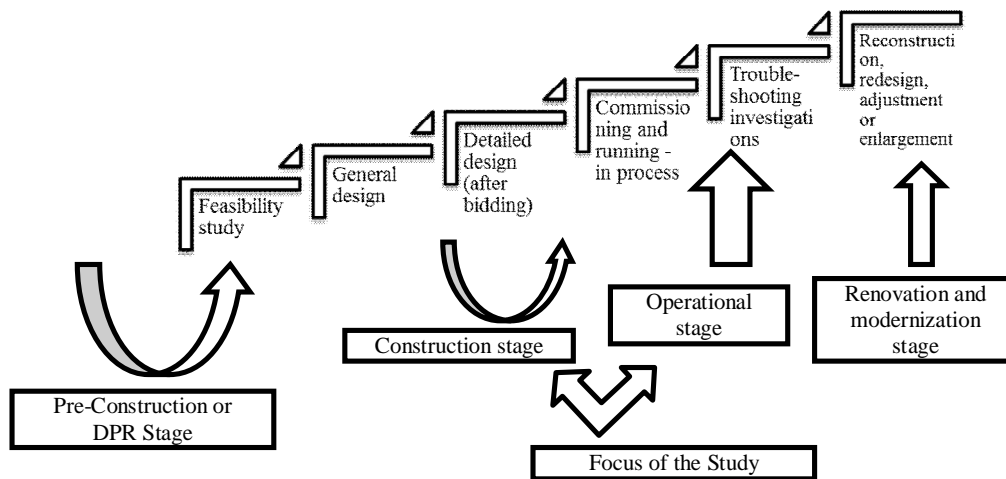 Feasibility
study
General
design
Detailed
design
(after
bidding)
Commissio
ning and
running -
in process
Trouble-
shooting
investigati
ons
Reconstructi
on,
redesign,
adjustment
or
enlargement
Pre-Construction or
DPR Stage
Construction stage
Operational
stage
Renovation and
modernization
stage
Focus of the Study